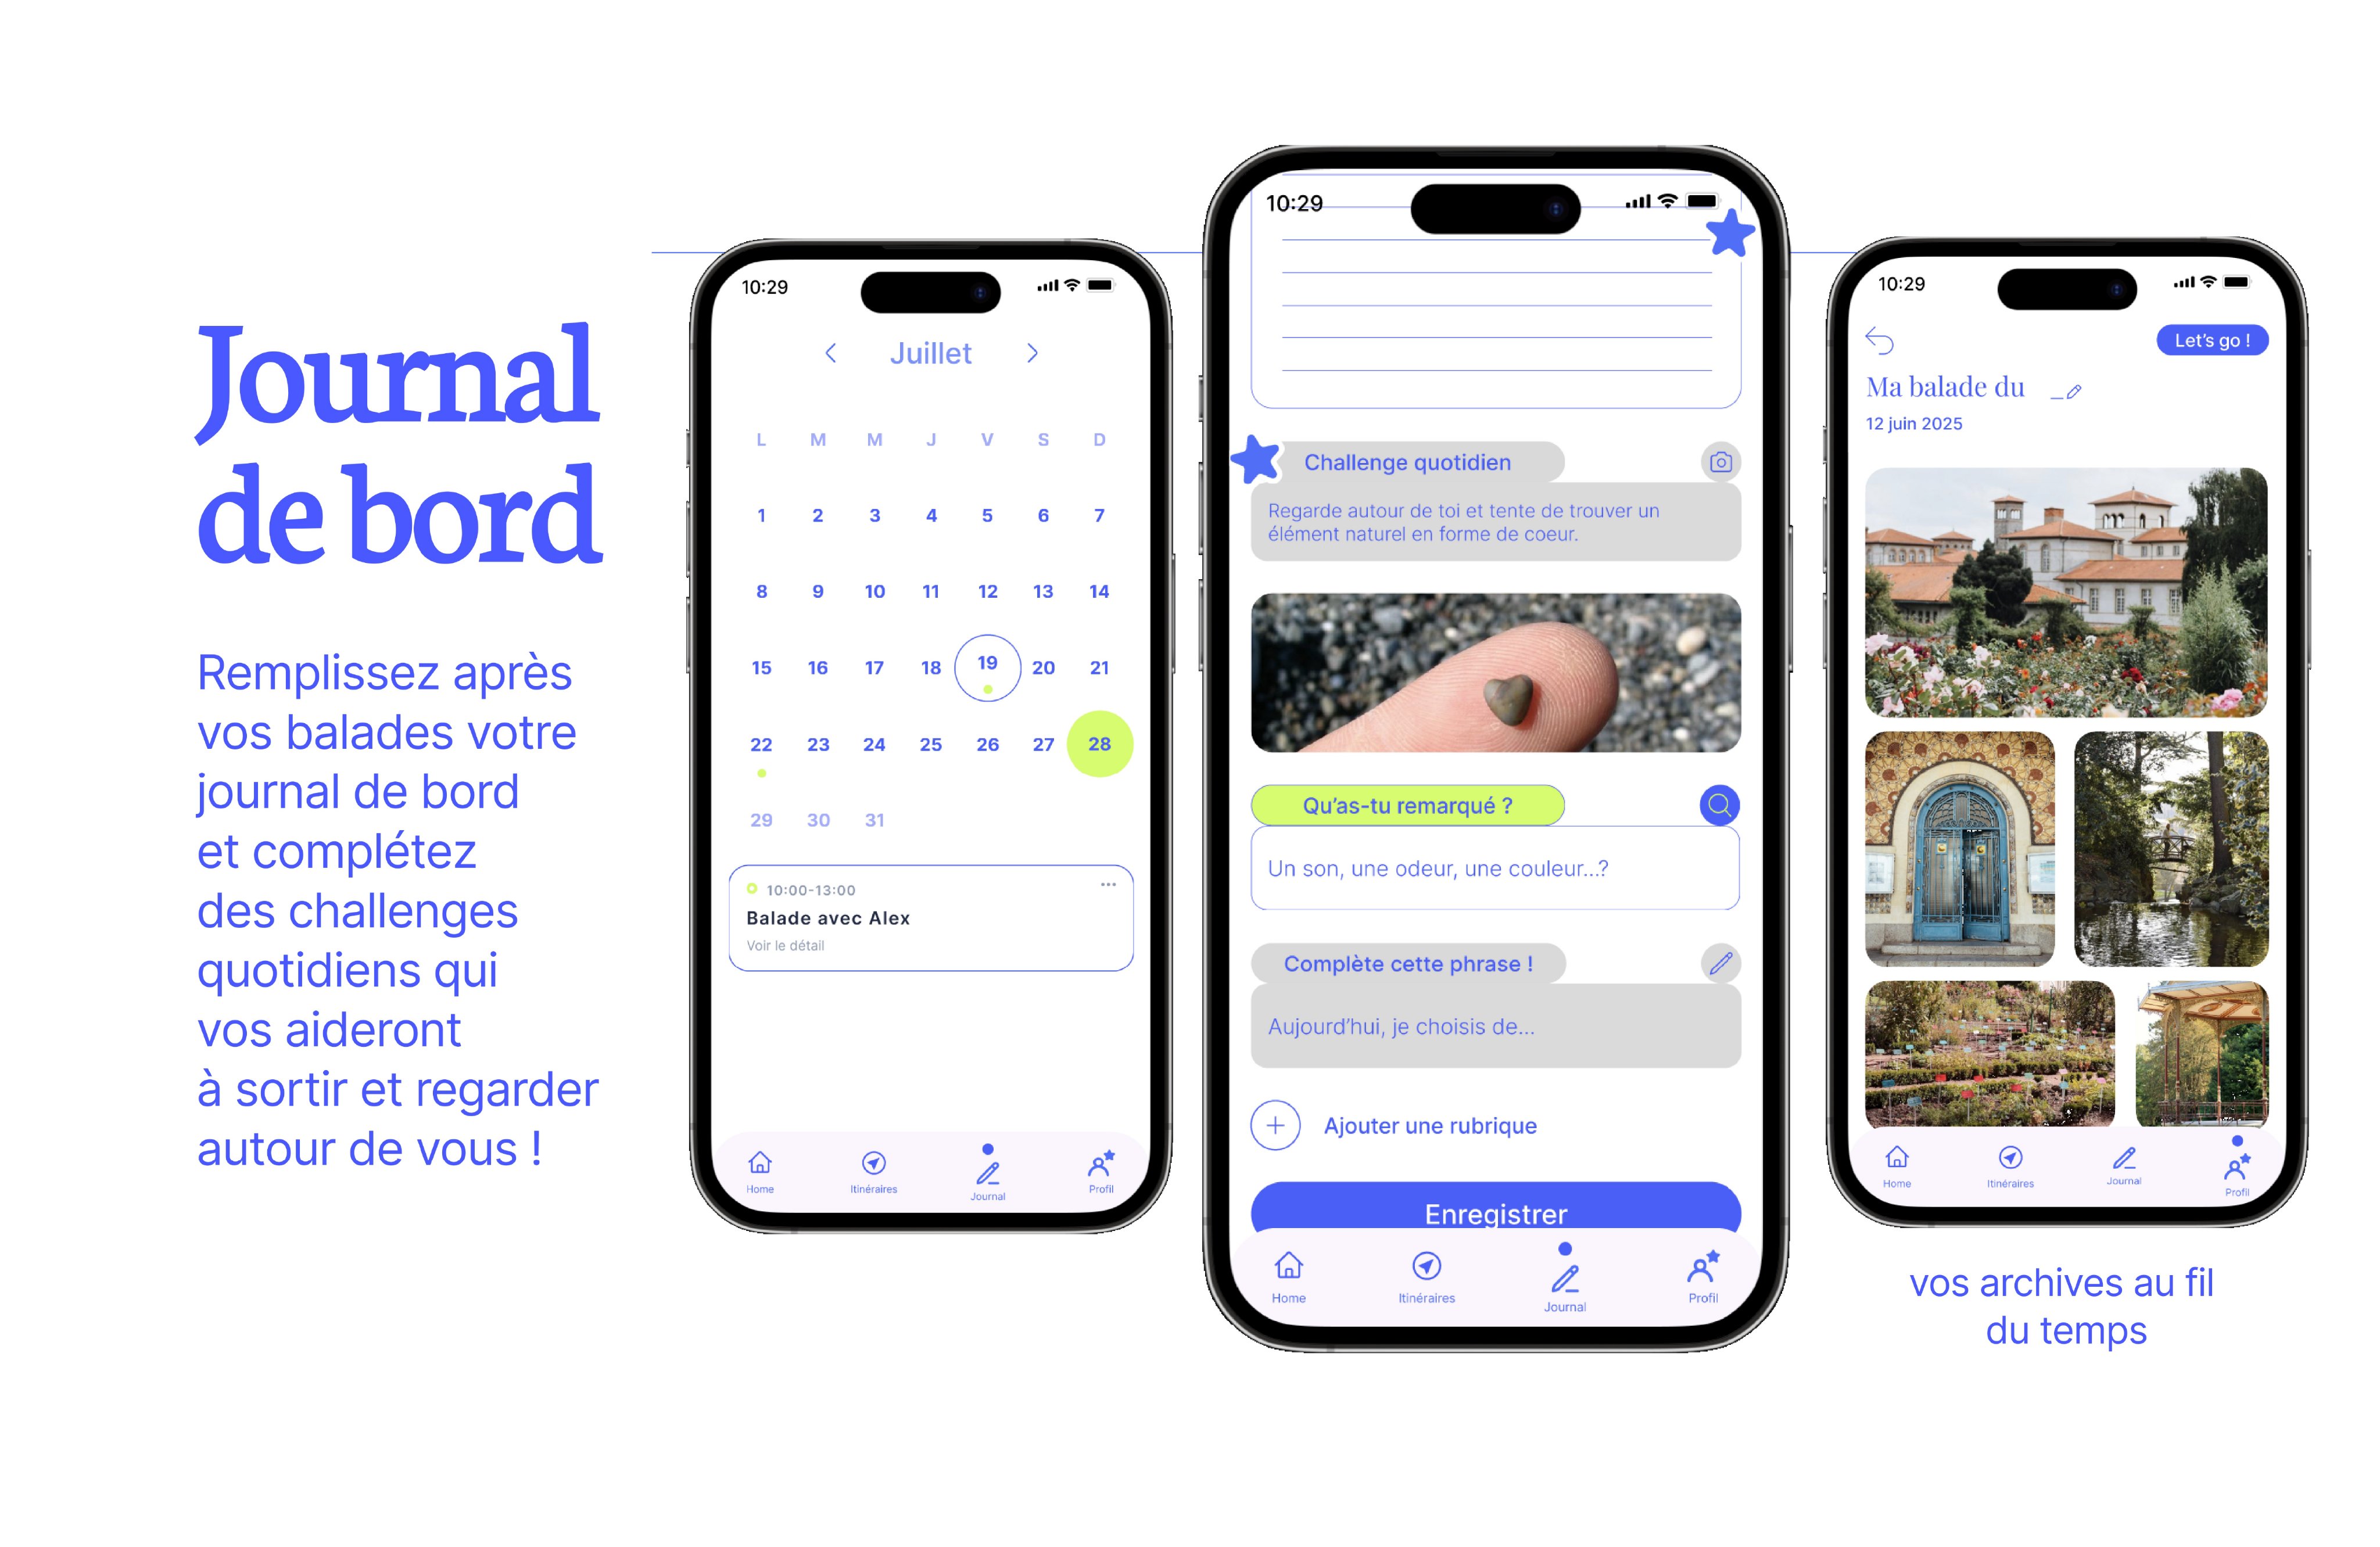 Journal
de bord
Remplissez après
vos balades votre
journal de bord
et complétez
des challenges
quotidiens qui
vos aideront
à sortir et regarder
autour de vous !
10:29
Juillet
L M M J V S D
1 2 3 4 5 6 7
8 9 10 11 12 13 14
15 16 17 18 19 20 21
22 23 24 25 26 27 28
29 30 31
10:00-13:00
Balade avec Alex
Voir le détail
Home Itinéraires Journal Profil
10:29
Challenge quotidien
Regarde autour de toi et tente de trouver un
élément naturel en forme de coeur.
Qu’as-tu remarqué ?
Un son, une odeur, une couleur...?
Complète cette phrase !
Aujourd’hui, je choisis de...
Ajouter une rubrique
Enregistrer
Home Itinéraires Journal Profil
10:29
Let’s go !
Ma balade du
12 juin 2025
Home Itinéraires Journal Profil
vos archives au fil
du temps